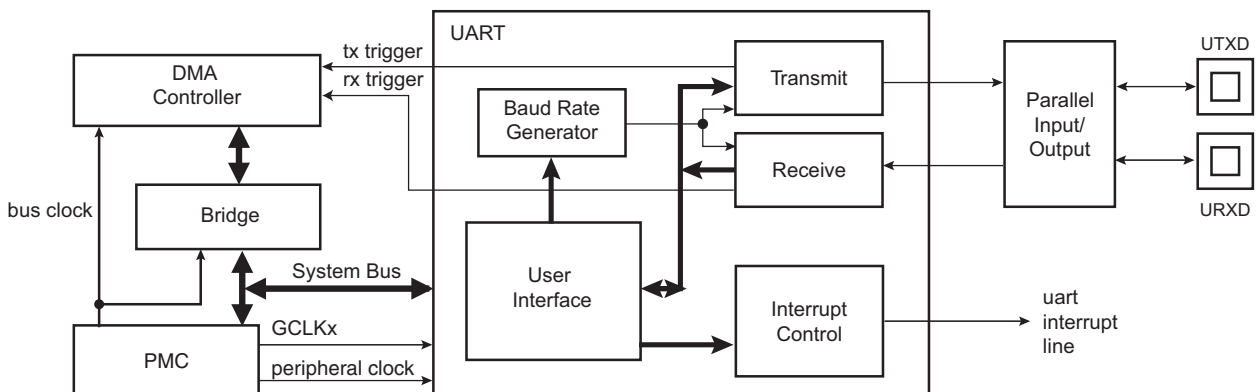 UART
UTXD
tx trigger
DMA
Controller
rx trigger
Transmit
Baud Rate
Generator
Parallel
Input/
Output
Receive
bus clock
Bridge
URXD
System Bus
User
Interface
Interrupt
Control
uart
interrupt
line
GCLKx
PMC
peripheral clock